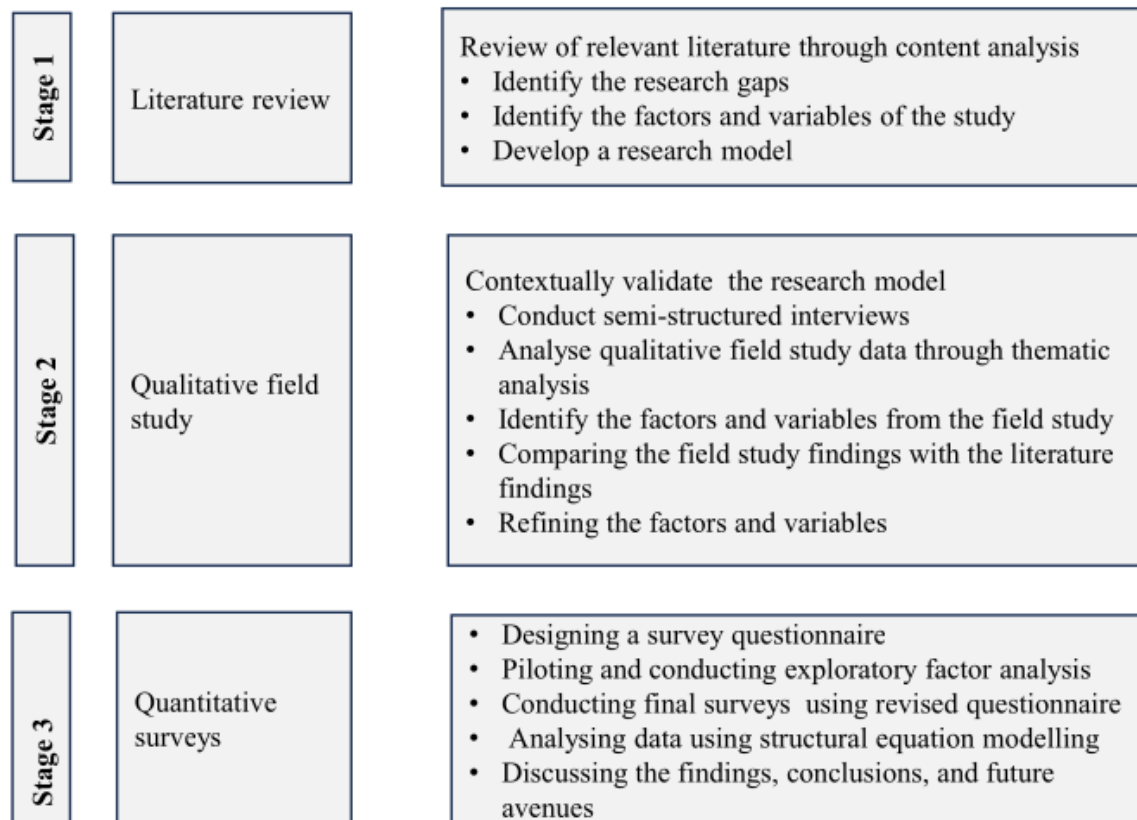 Stage 1
Literature review
Review of relevant literature through content analysis
• Identify the research gaps
• Identify the factors and variables of the study
• Develop a research model
Stage 2
Qualitative field
study
Contextually validate the research model
• Conduct semi-structured interviews
• Analyse qualitative field study data through thematic
analysis
• Identify the factors and variables from the field study
• Comparing the field study findings with the literature
findings
• Refining the factors and variables
Stage 3
Quantitative
surveys
• Designing a survey questionnaire
• Piloting and conducting exploratory factor analysis
• Conducting final surveys using revised questionnaire
• Analysing data using structural equation modelling
• Discussing the findings, conclusions, and future
avenues